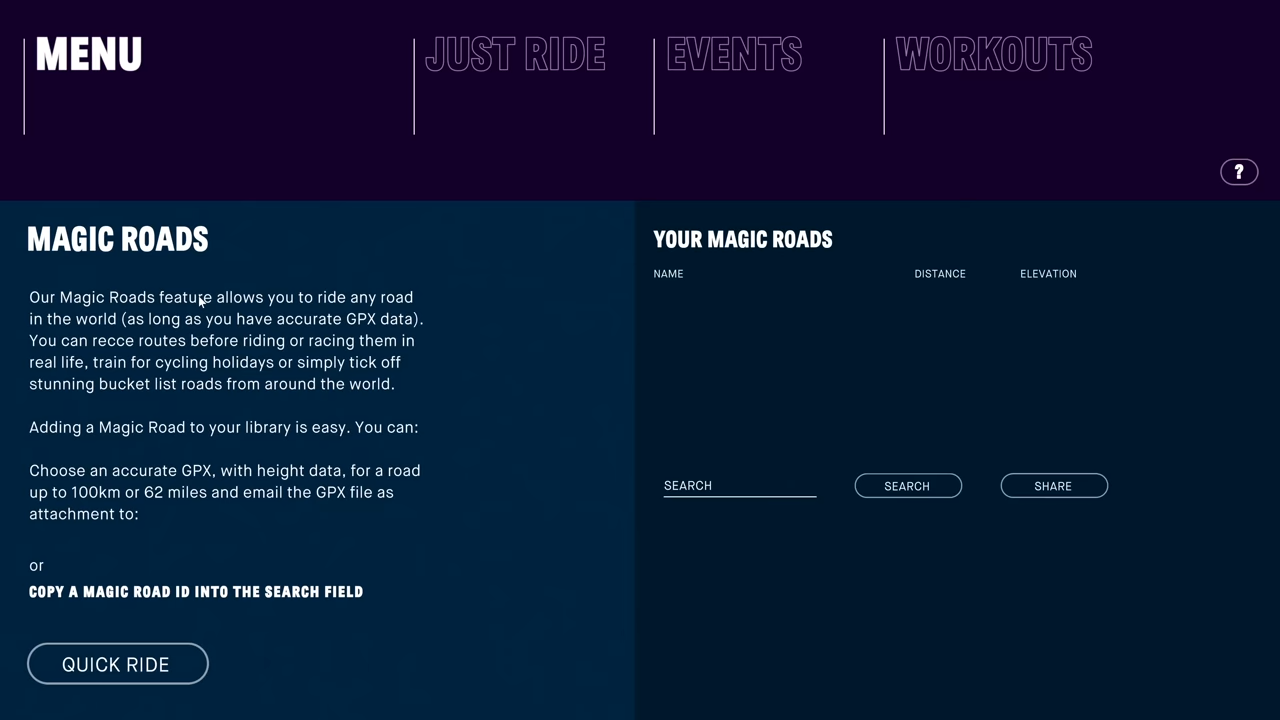 MENU
JUST RIDE
EVENTS
WORKOUTS
?
MAGIC ROADS
Our Magic Roads feature allows you to ride any road
in the world (as long as you have accurate GPX data).
You can recce routes before riding or racing them in
real life, train for cycling holidays or simply tick off
stunning bucket list roads from around the world.
Adding a Magic Road to your library is easy. You can:
Choose an accurate GPX, with height data, for a road
up to 100km or 62 miles and email the GPX file as
attachment to:
or
COPY A MAGIC ROAD ID INTO THE SEARCH FIELD
QUICK RIDE
YOUR MAGIC ROADS
NAME DISTANCE ELEVATION
SEARCH SEARCH SHARE